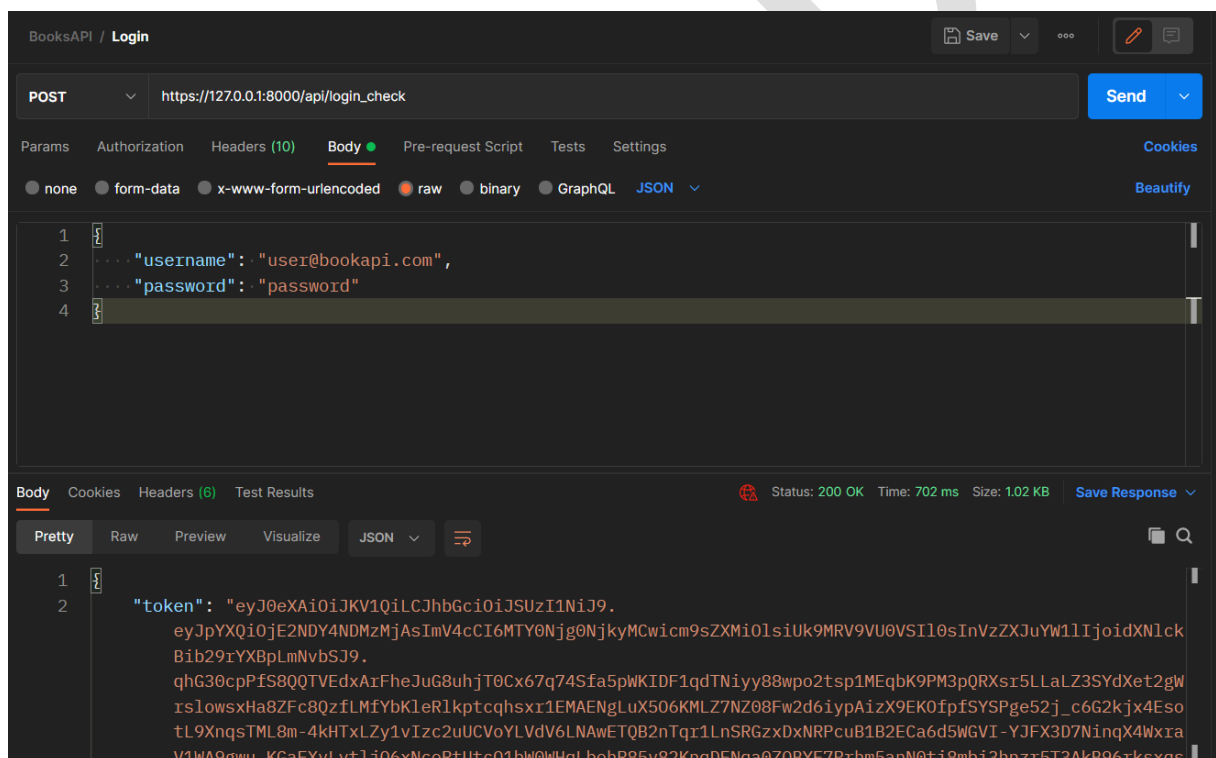 BooksAPI / Login
Save
POST
https://127.0.0.1:8000/api/login_check
Send
Params Authorization Headers (10) Body Pre-request Script Tests Settings Cookies
none form-data x-www-form-urlencoded raw binary GraphQL JSON Beautify
1 {
2 "username": "user@bookapi.com",
3 "password": "password"
4 }
Body Cookies Headers (6) Test Results Status: 200 OK Time: 702 ms Size: 1.02 KB Save Response
Pretty Raw Preview Visualize JSON
1 {
2 "token": "eyJ0eXAiOiJKV1QiLCJhbGciOiJSUzI1NiJ9.
eyJpYXQiOjE2NDY4NDMzMjAsImV4cCI6MTY0Njg0NjkyMCwicm9sZXMiOlsiUk9MRV9VU0VSIl0sInVzZXJuYW1lIjoidXNlck
Bib29rYXBpLmNvbSJ9.
qhG30cpPfS8QQTVEdxArFheJuG8uhjT0Cx67q74Sfa5pWKIDF1qdTNiyy88wpo2tsp1MEqbK9PM3pQRXsr5LLaLZ3SYdXet2gW
rslowsxHa8ZFc8QzfLMfYbKleRlkptcqhsxr1EMAENgLuX5O6KMLZ7NZ08Fw2d6iypAizX9EKOfpfSYSPge52j_c6G2kjx4Eso
tL9XnqsTML8m-4kHTxLZy1vIzc2uUCVoYLVdV6LNAwETQB2nTqr1LnSRGzxDxNRPcuB1B2ECa6d5WGVI-YJFX3D7NinqX4Wxra